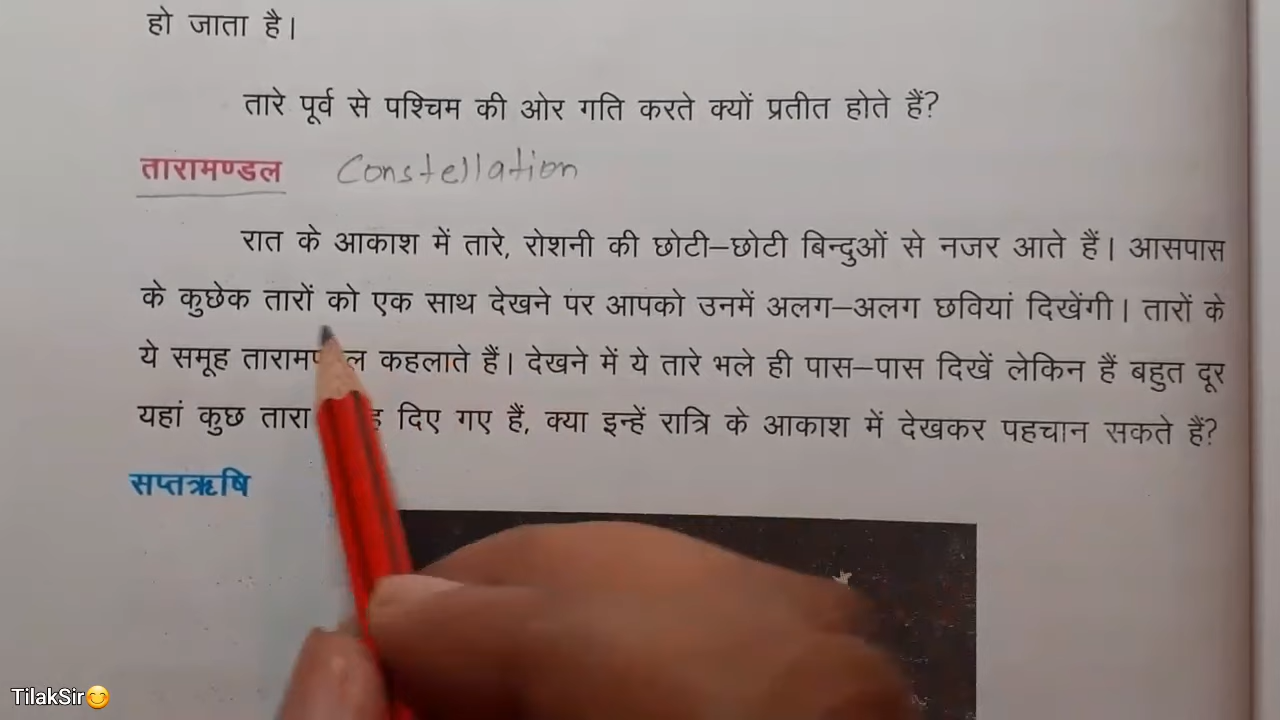 हो जाता है।
तारे पूर्व से पश्चिम की ओर गति करते क्यों प्रतीत होते हैं?
तारामण्डल Constellation
रात के आकाश में तारे, रोशनी की छोटी–छोटी बिन्दुओं से नजर आते हैं। आसपास
के कुछेक तारों को एक साथ देखने पर आपको उनमें अलग–अलग छवियां दिखेंगी। तारों के
ये समूह कहलाते हैं। देखने में ये तारे भले ही पास–पास दिखें लेकिन हैं बहुत दूर
यहां कुछ तारा दिए गए हैं, क्या इन्हें रात्रि के आकाश में देखकर पहचान सकते हैं?
सप्तऋषि
TilakSir😊